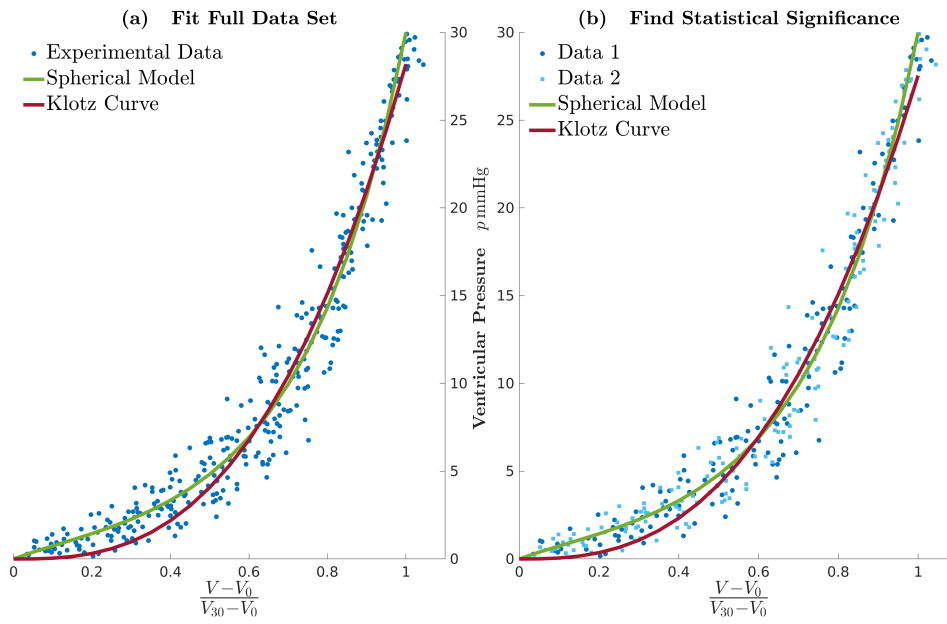 (a) Fit Full Data Set
Experimental Data
Spherical Model
Klotz Curve
30
25
20
15
10
5
0
0 0.2 0.4 0.6 0.8 1
V−V0
V30−V0
(b) Find Statistical Significance
Data 1
Data 2
Spherical Model
Klotz Curve
Ventricular Pressure p mmHg
30
25
20
15
10
5
0
0 0.2 0.4 0.6 0.8 1
V−V0
V30−V0